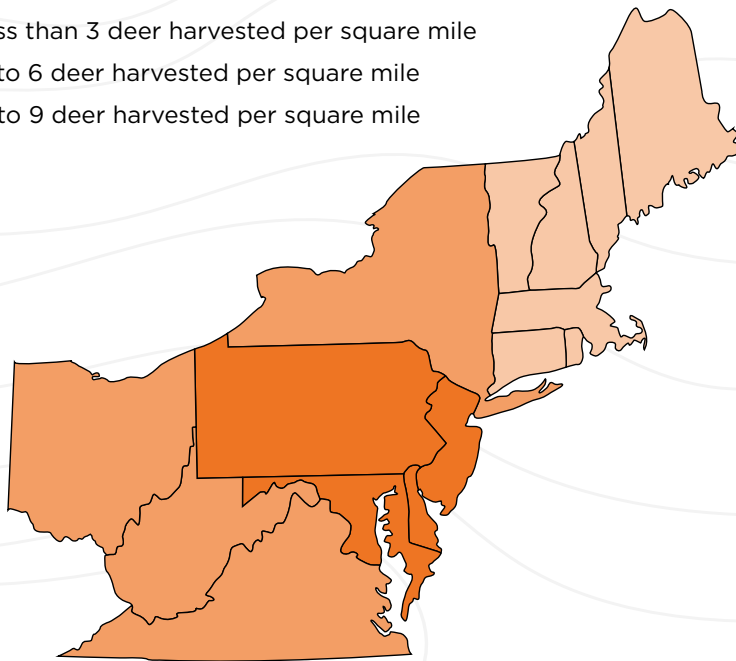 ss than 3 deer harvested per square mile
to 6 deer harvested per square mile
to 9 deer harvested per square mile